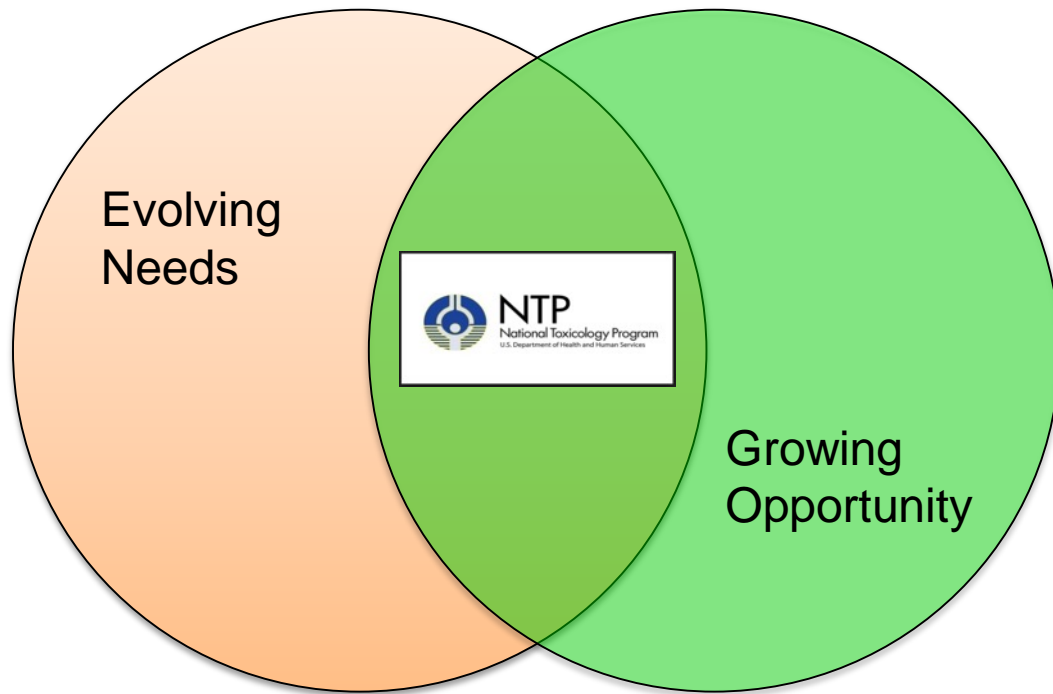 Evolving
Needs
NTP
National Toxicology Program
U.S. Department of Health and Human Services
Growing
Opportunity